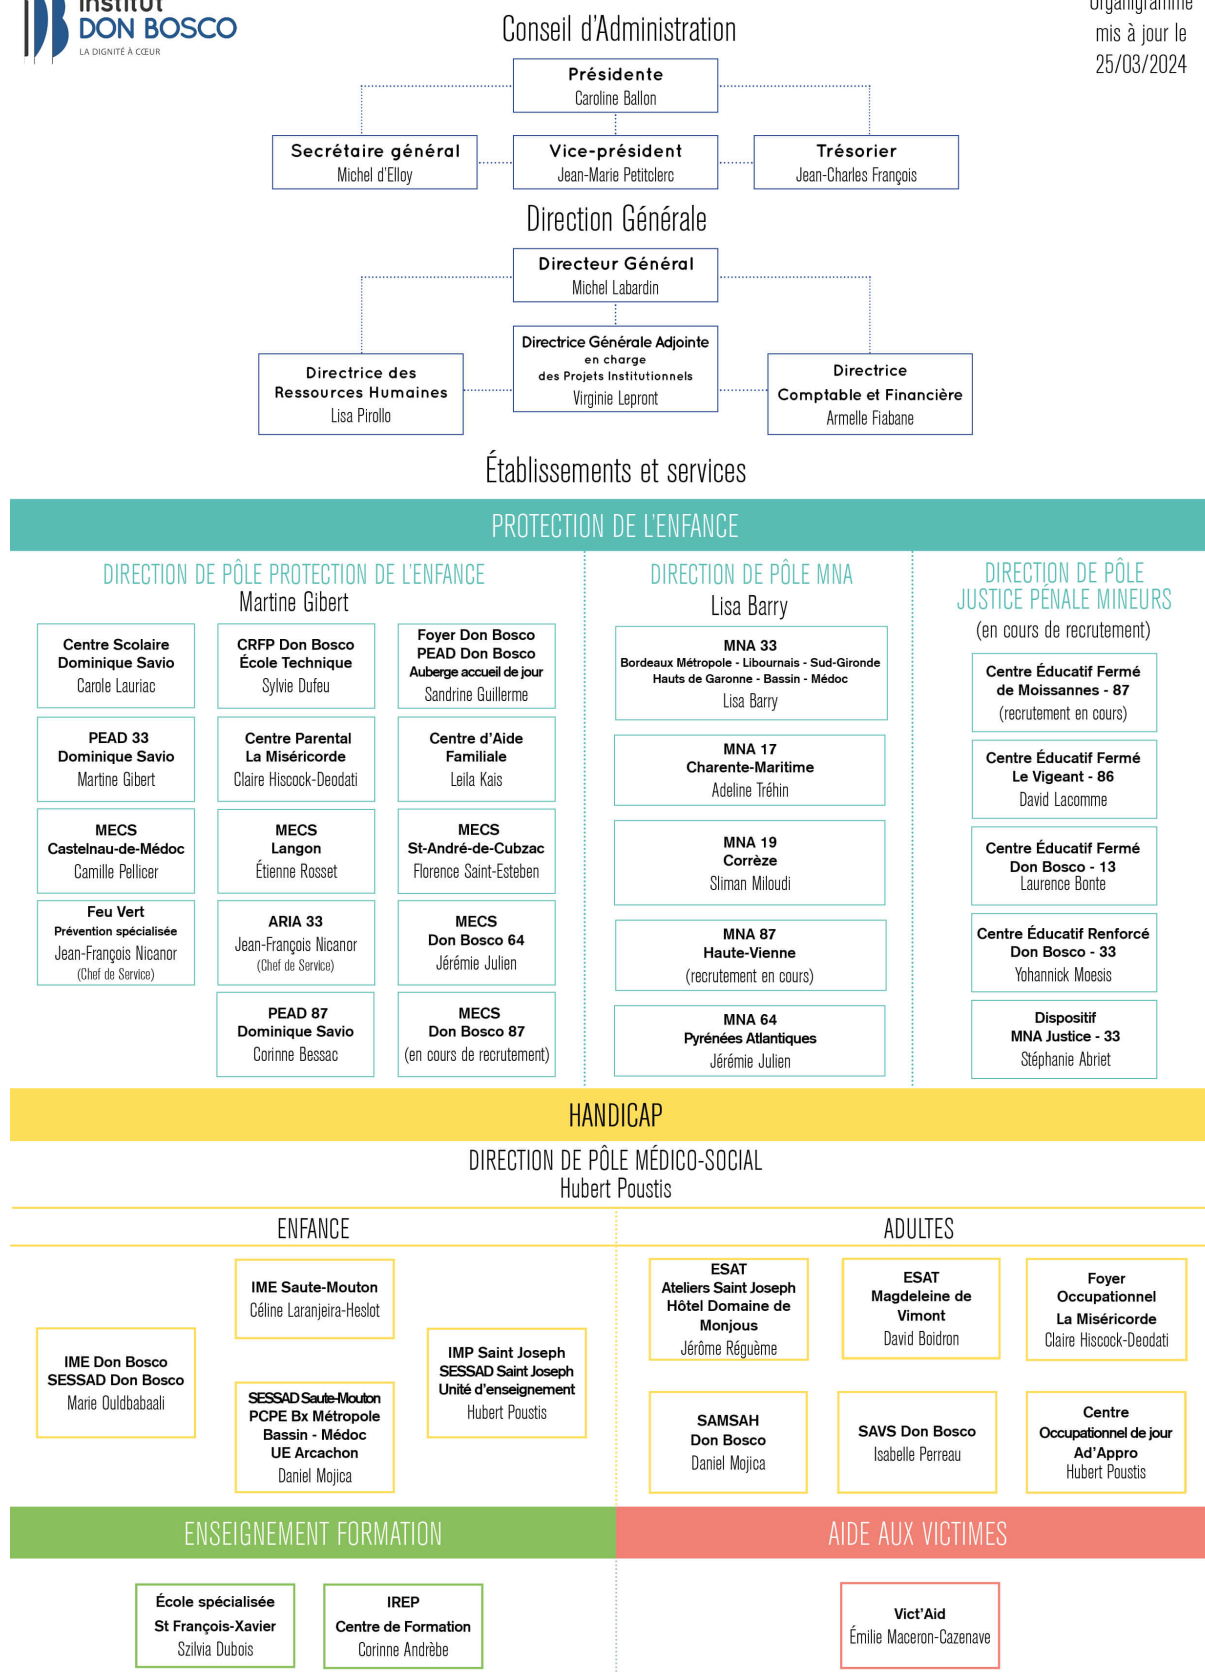 Institut
DON BOSCO
LA DIGNITÉ À CŒUR
Organigramme
mis à jour le
25/03/2024
Conseil d'Administration
Présidente
Caroline Ballon
Secrétaire général
Michel d'Elloy
Vice-président
Jean-Marie Petitclerc
Trésorier
Jean-Charles François
Direction Générale
Directeur Général
Michel Labardin
Directrice des
Ressources Humaines
Lisa Pirollo
Directrice Générale Adjointe
en charge
des Projets Institutionnels
Virginie Lepront
Directrice
Comptable et Financière
Armelle Fiabane
Établissements et services
PROTECTION DE L'ENFANCE
DIRECTION DE PÔLE PROTECTION DE L'ENFANCE
Martine Gibert
Centre Scolaire
Dominique Savio
Carole Lauriac
CRFP Don Bosco
École Technique
Sylvie Dufeu
Foyer Don Bosco
PEAD Don Bosco
Auberge accueil de jour
Sandrine Guillerme
PEAD 33
Dominique Savio
Martine Gibert
Centre Parental
La Miséricorde
Claire Hiscock-Deodati
Centre d'Aide
Familiale
Leila Kais
MECS
Castelnau-de-Médoc
Camille Pellicer
MECS
Langon
Étienne Rosset
MECS
St-André-de-Cubzac
Florence Saint-Esteben
Feu Vert
Prévention spécialisée
Jean-François Nicanor
(Chef de Service)
ARIA 33
Jean-François Nicanor
(Chef de Service)
MECS
Don Bosco 64
Jérémie Julien
PEAD 87
Dominique Savio
Corinne Bessac
MECS
Don Bosco 87
(en cours de recrutement)
DIRECTION DE PÔLE MNA
Lisa Barry
MNA 33
Bordeaux Métropole - Libournais - Sud-Gironde
Hauts de Garonne - Bassin - Médoc
Lisa Barry
MNA 17
Charente-Maritime
Adeline Tréhin
MNA 19
Corrèze
Sliman Miloudi
MNA 87
Haute-Vienne
(recrutement en cours)
MNA 64
Pyrénées Atlantiques
Jérémie Julien
DIRECTION DE PÔLE
JUSTICE PÉNALE MINEURS
(en cours de recrutement)
Centre Éducatif Fermé
de Moissannes - 87
(recrutement en cours)
Centre Éducatif Fermé
Le Vigeant - 86
David Lacomme
Centre Éducatif Fermé
Don Bosco - 13
Laurence Bonte
Centre Éducatif Renforcé
Don Bosco - 33
Yohannick Moesis
Dispositif
MNA Justice - 33
Stéphanie Abriet
HANDICAP
DIRECTION DE PÔLE MÉDICO-SOCIAL
Hubert Poustis
ENFANCE
IME Don Bosco
SESSAD Don Bosco
Marie Ouldbabaali
IME Saute-Mouton
Céline Laranjeira-Heslot
SESSAD Saute-Mouton
PCPE Bx Métropole
Bassin - Médoc
UE Arcachon
Daniel Mojica
IMP Saint Joseph
SESSAD Saint Joseph
Unité d'enseignement
Hubert Poustis
ADULTES
ESAT
Ateliers Saint Joseph
Hôtel Domaine de
Monjous
Jérôme Réguème
ESAT
Magdeleine de
Vimont
David Boidron
Foyer
Occupationnel
La Miséricorde
Claire Hiscock-Deodati
SAMSAH
Don Bosco
Daniel Mojica
SAVS Don Bosco
Isabelle Perreau
Centre
Occupationnel de jour
Ad'Appro
Hubert Poustis
ENSEIGNEMENT FORMATION
École spécialisée
St François-Xavier
Szilvia Dubois
IREP
Centre de Formation
Corinne Andrèbe
AIDE AUX VICTIMES
Vict'Aid
Émilie Maceron-Cazenave